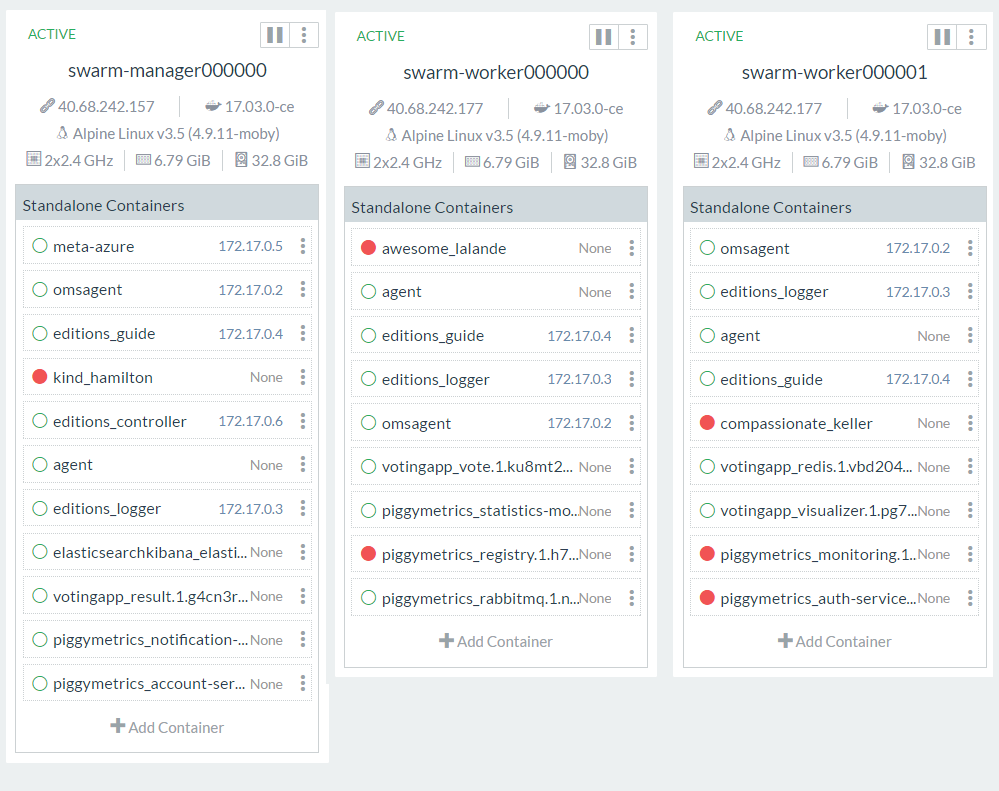 ACTIVE
swarm-manager000000
40.68.242.157 17.03.0-ce
Alpine Linux v3.5 (4.9.11-moby)
2x2.4 GHz 6.79 GiB 32.8 GiB
Standalone Containers
meta-azure 172.17.0.5
omsagent 172.17.0.2
editions_guide 172.17.0.4
kind_hamilton None
editions_controller 172.17.0.6
agent None
editions_logger 172.17.0.3
elasticsearchkibana_elasti... None
votingapp_result.1.g4cn3r... None
piggymetrics_notification-... None
piggymetrics_account-ser... None
Add Container
ACTIVE
swarm-worker000000
40.68.242.177 17.03.0-ce
Alpine Linux v3.5 (4.9.11-moby)
2x2.4 GHz 6.79 GiB 32.8 GiB
Standalone Containers
awesome_lalande None
agent None
editions_guide 172.17.0.4
editions_logger 172.17.0.3
omsagent 172.17.0.2
votingapp_vote.1.ku8mt2... None
piggymetrics_statistics-mo... None
piggymetrics_registry.1.h7... None
piggymetrics_rabbitmq.1.n... None
Add Container
ACTIVE
swarm-worker000001
40.68.242.177 17.03.0-ce
Alpine Linux v3.5 (4.9.11-moby)
2x2.4 GHz 6.79 GiB 32.8 GiB
Standalone Containers
omsagent 172.17.0.2
editions_logger 172.17.0.3
agent None
editions_guide 172.17.0.4
compassionate_keller None
votingapp_redis.1.vbd204... None
votingapp_visualizer.1.pg7... None
piggymetrics_monitoring.1... None
piggymetrics_auth-service... None
Add Container